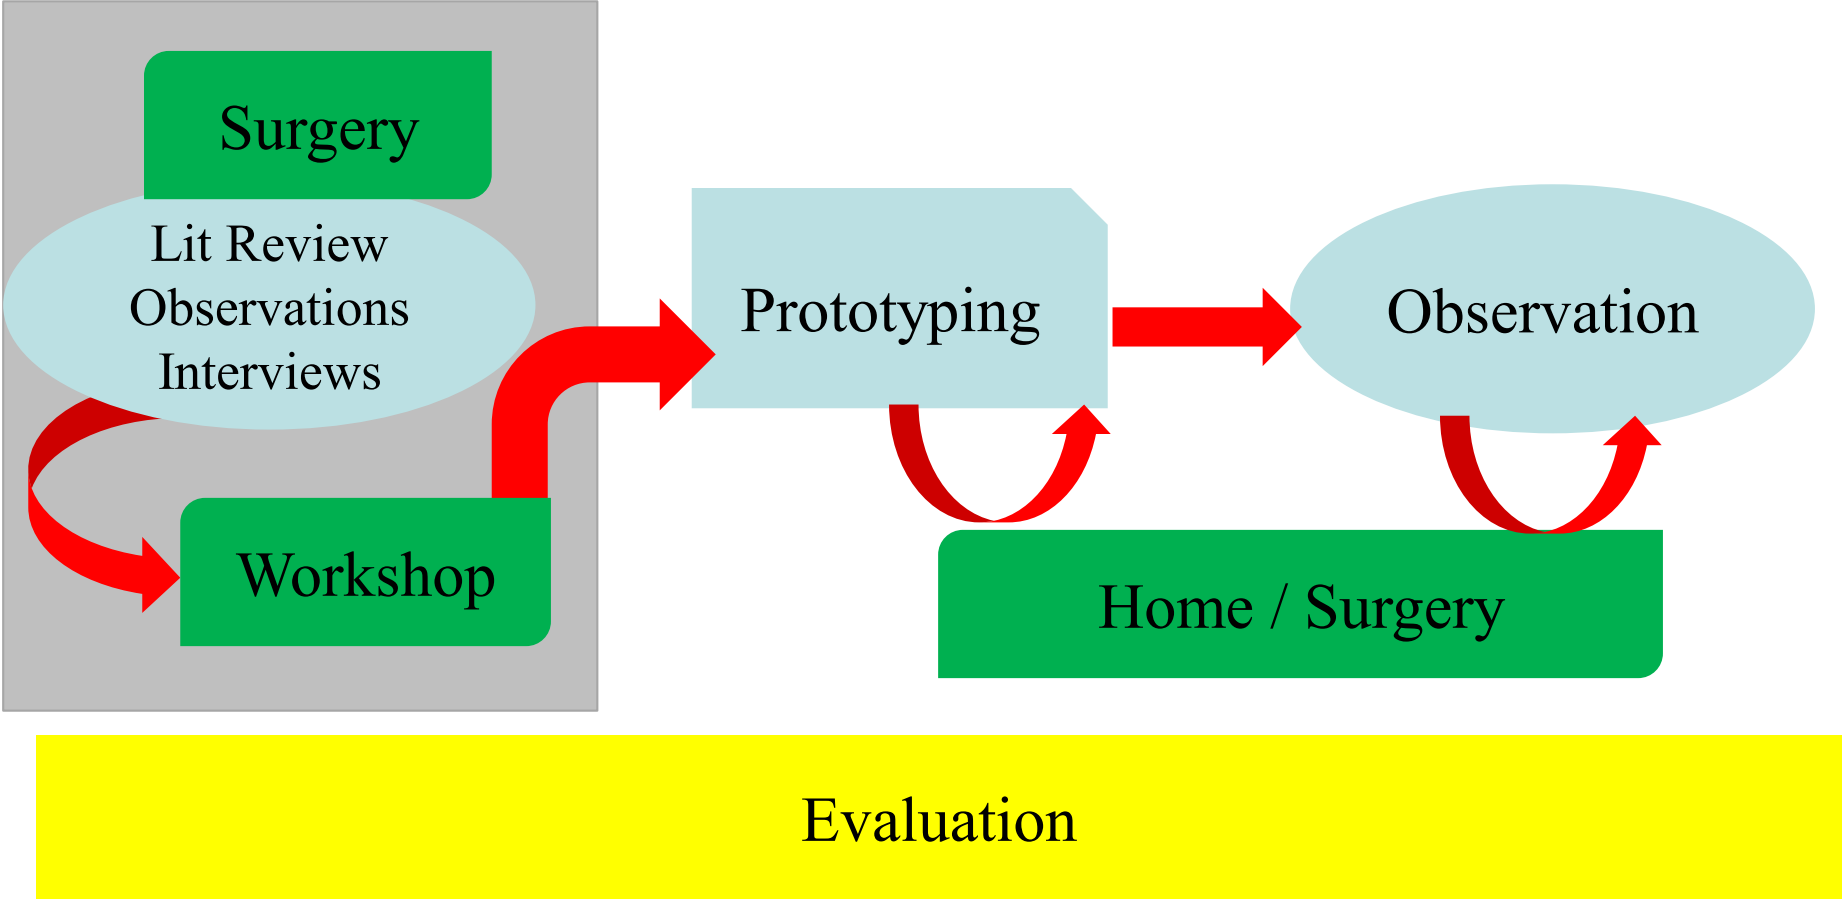 Surgery
Lit Review
Observations
Interviews
Workshop
Prototyping
Observation
Home / Surgery
Evaluation